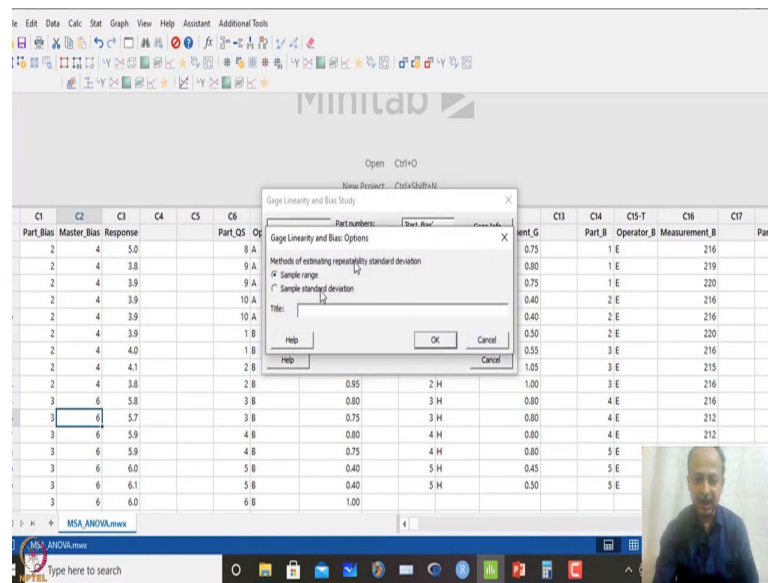 Edit Data Calc Stat Graph View Help Assistant Additional Tools
Minitab
Open Ctrl+O
New Project Ctrl+Shift+N
C1 C2 C3 C4 C5 C6 C13 C14 C15-T C16 C17
Part_Bias Master_Bias Response Part_QS Op ent_G Part_B Operator_B Measurement_B Par
Gage Linearity and Bias Study
Part numbers: 'Part_Bias' Gage Info
Gage Linearity and Bias: Options
Methods of estimating repeatability standard deviation
Sample range
Sample standard deviation
Title:
Help OK Cancel
Help Cancel
2 4 5.0 8 A 0.75 1 E 216
2 4 3.8 9 A 0.80 1 E 219
2 4 3.9 9 A 0.75 1 E 220
2 4 3.9 10 A 0.40 2 E 216
2 4 3.9 10 A 0.40 2 E 216
2 4 3.9 1 B 0.50 2 E 220
2 4 4.0 1 B 0.55 3 E 216
2 4 4.1 2 B 1.05 3 E 215
2 4 3.8 2 B 0.95 2 H 1.00 3 E 216
3 6 5.8 3 B 0.80 3 H 0.80 4 E 216
3 6 5.7 3 B 0.75 3 H 0.80 4 E 212
3 6 5.9 4 B 0.80 4 H 0.80 4 E 212
3 6 5.9 4 B 0.75 4 H 0.80 5 E
3 6 6.0 5 B 0.40 5 H 0.45 5 E
3 6 6.1 5 B 0.40 5 H 0.50 5 E
3 6 6.0 6 B 1.00
MSA_ANOVA.mwx
MSA_ANOVA.mwx
Type here to search
NPTEL